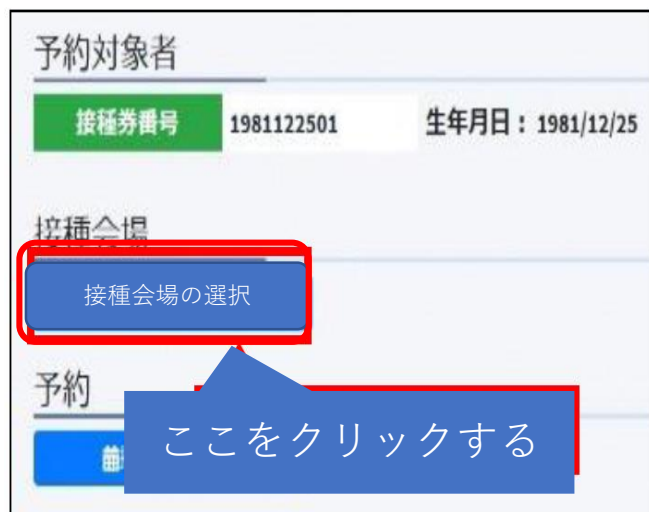 予約対象者
接種券番号 1981122501 生年月日：1981/12/25
接種会場
接種会場の選択
予約
ここをクリックする